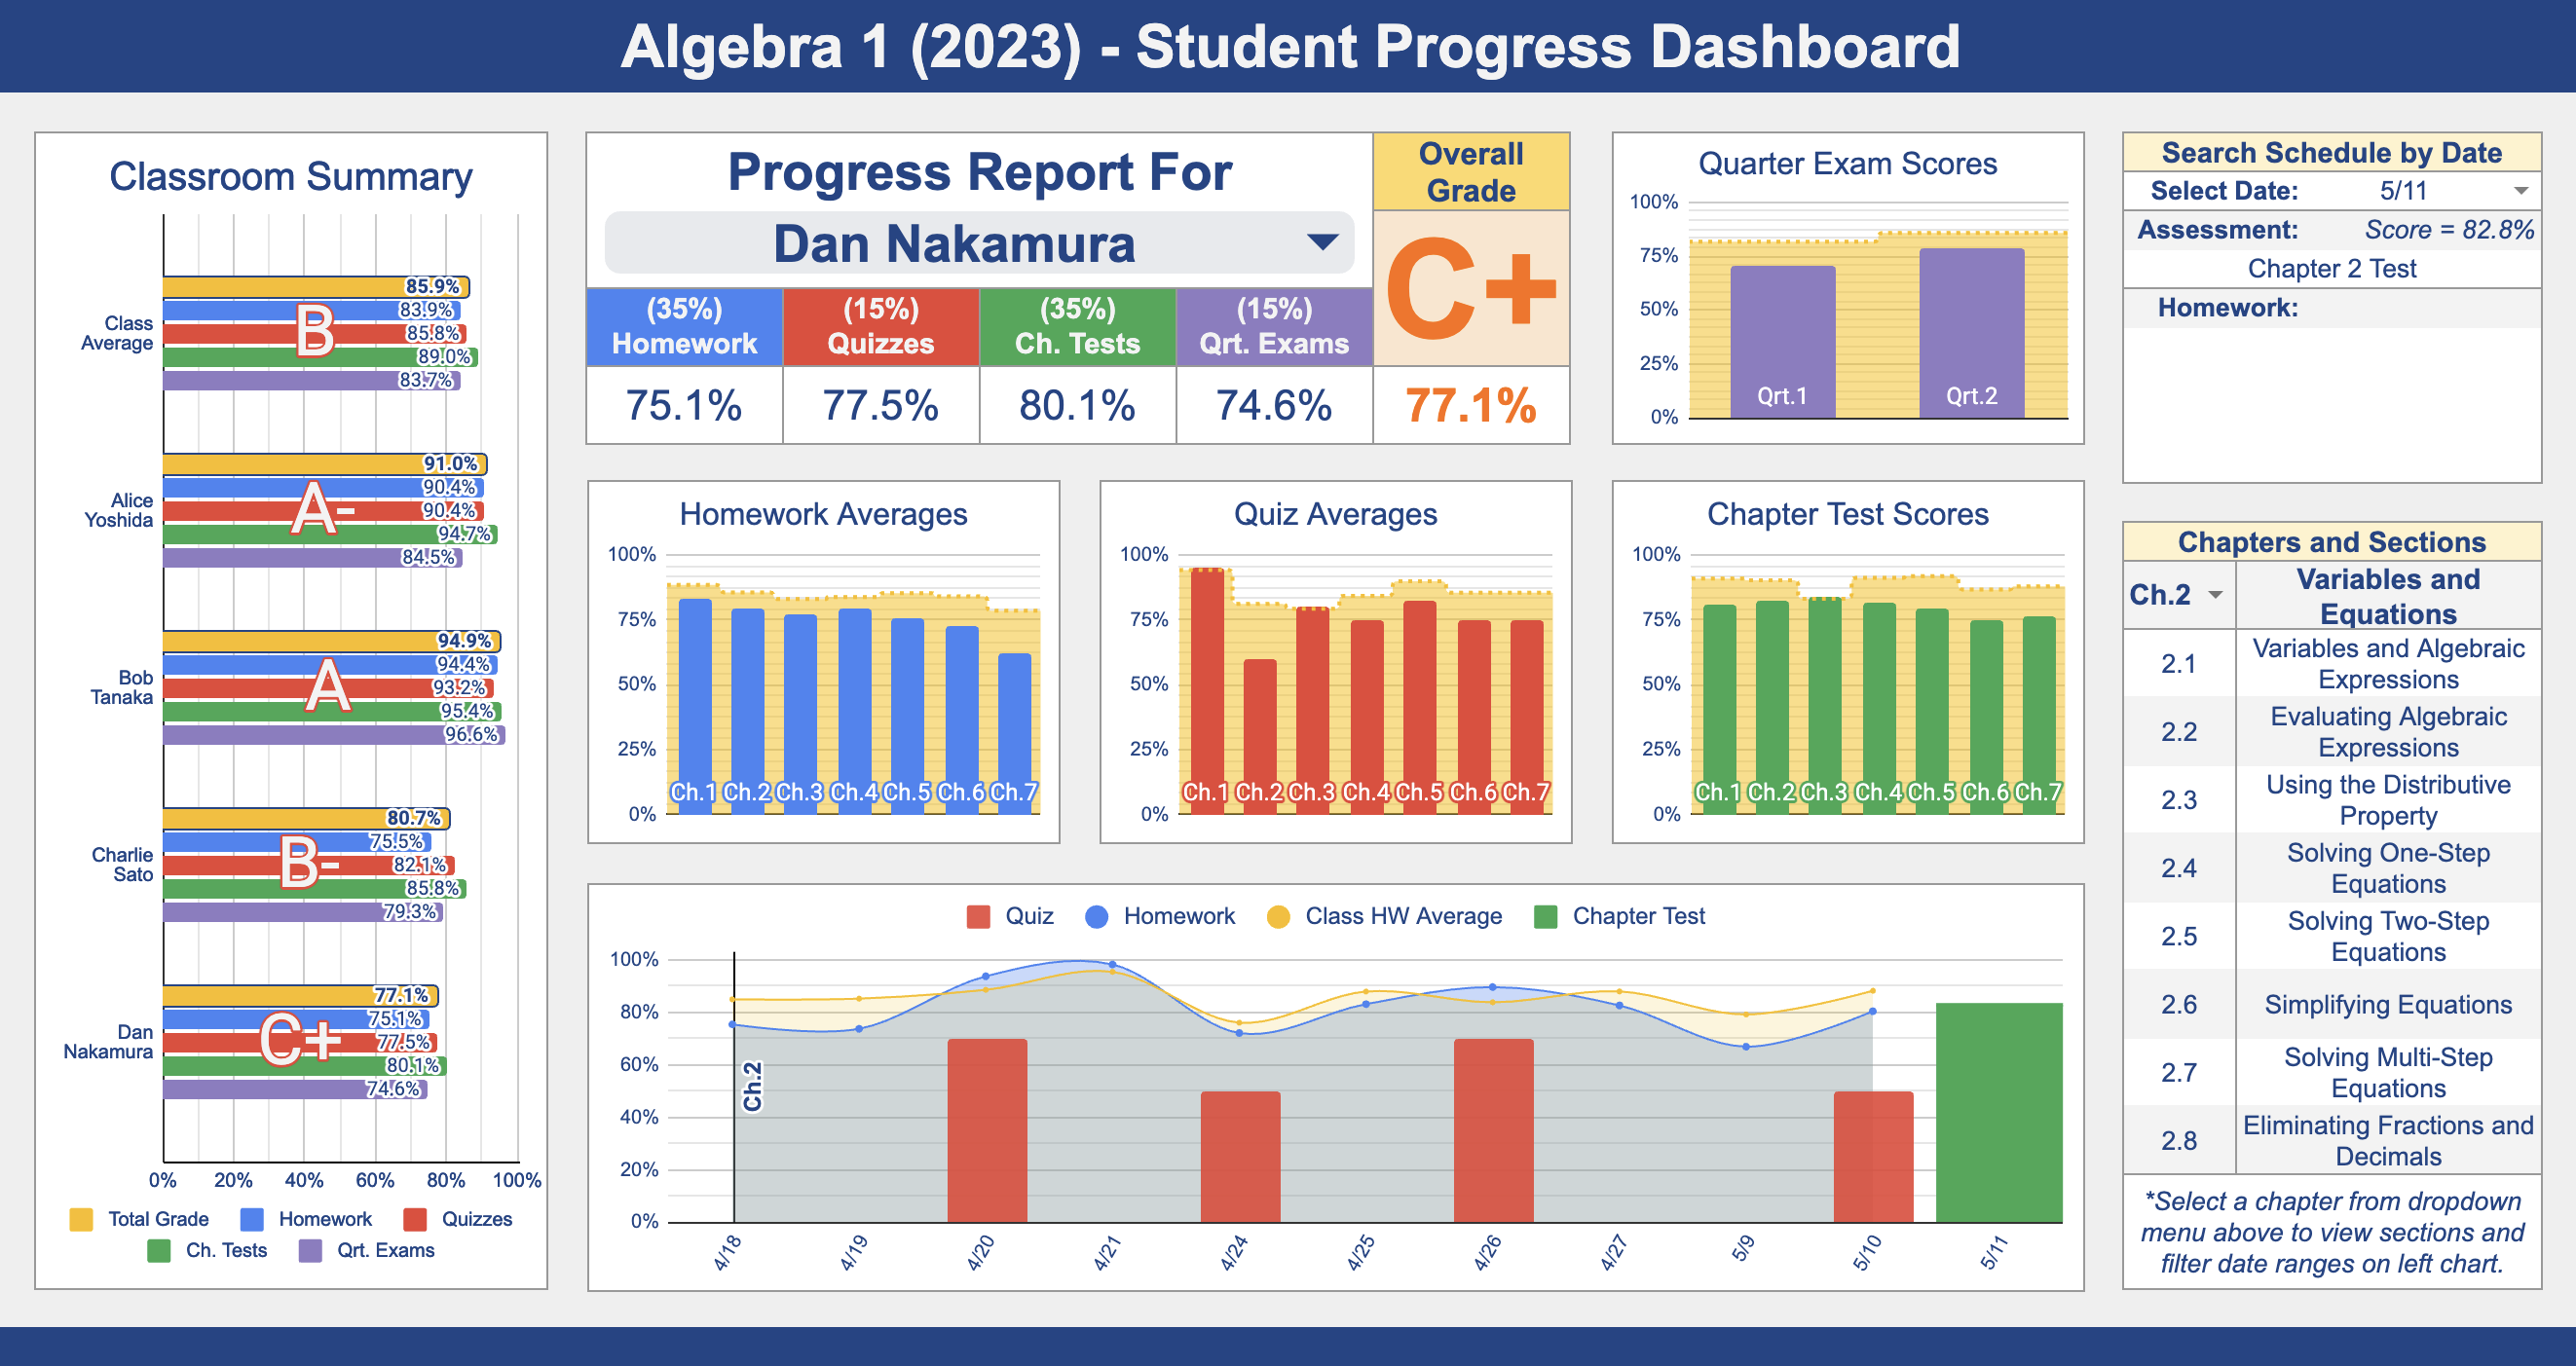 Algebra 1 (2023) - Student Progress Dashboard
Classroom Summary
Class
Average
85.9%
83.9%
85.8%
89.0%
83.7%
B
Alice
Yoshida
91.0%
90.4%
90.4%
94.7%
84.5%
A-
Bob
Tanaka
94.9%
94.4%
93.2%
95.4%
96.6%
A
Charlie
Sato
80.7%
75.5%
82.1%
85.8%
79.3%
B-
Dan
Nakamura
77.1%
75.1%
77.5%
80.1%
74.6%
C+
0% 20% 40% 60% 80% 100%
Total Grade Homework Quizzes
Ch. Tests Qrt. Exams
Progress Report For
Dan Nakamura
Overall
Grade
C+
77.1%
(35%)
Homework
75.1%
(15%)
Quizzes
77.5%
(35%)
Ch. Tests
80.1%
(15%)
Qrt. Exams
74.6%
Quarter Exam Scores
100%
75%
50%
25%
0%
Qrt.1 Qrt.2
Homework Averages
100%
75%
50%
25%
0%
Ch.1 Ch.2 Ch.3 Ch.4 Ch.5 Ch.6 Ch.7
Quiz Averages
100%
75%
50%
25%
0%
Ch.1 Ch.2 Ch.3 Ch.4 Ch.5 Ch.6 Ch.7
Chapter Test Scores
100%
75%
50%
25%
0%
Ch.1 Ch.2 Ch.3 Ch.4 Ch.5 Ch.6 Ch.7
Quiz Homework Class HW Average Chapter Test
100%
80%
60%
40%
20%
0%
Ch.2
4/18 4/19 4/20 4/21 4/24 4/25 4/26 4/27 5/9 5/10 5/11
Search Schedule by Date
Select Date: 5/11
Assessment: Score = 82.8%
Chapter 2 Test
Homework:
Chapters and Sections
Ch.2
Variables and
Equations
2.1
Variables and Algebraic
Expressions
2.2
Evaluating Algebraic
Expressions
2.3
Using the Distributive
Property
2.4
Solving One-Step
Equations
2.5
Solving Two-Step
Equations
2.6
Simplifying Equations
2.7
Solving Multi-Step
Equations
2.8
Eliminating Fractions and
Decimals
*Select a chapter from dropdown
menu above to view sections and
filter date ranges on left chart.